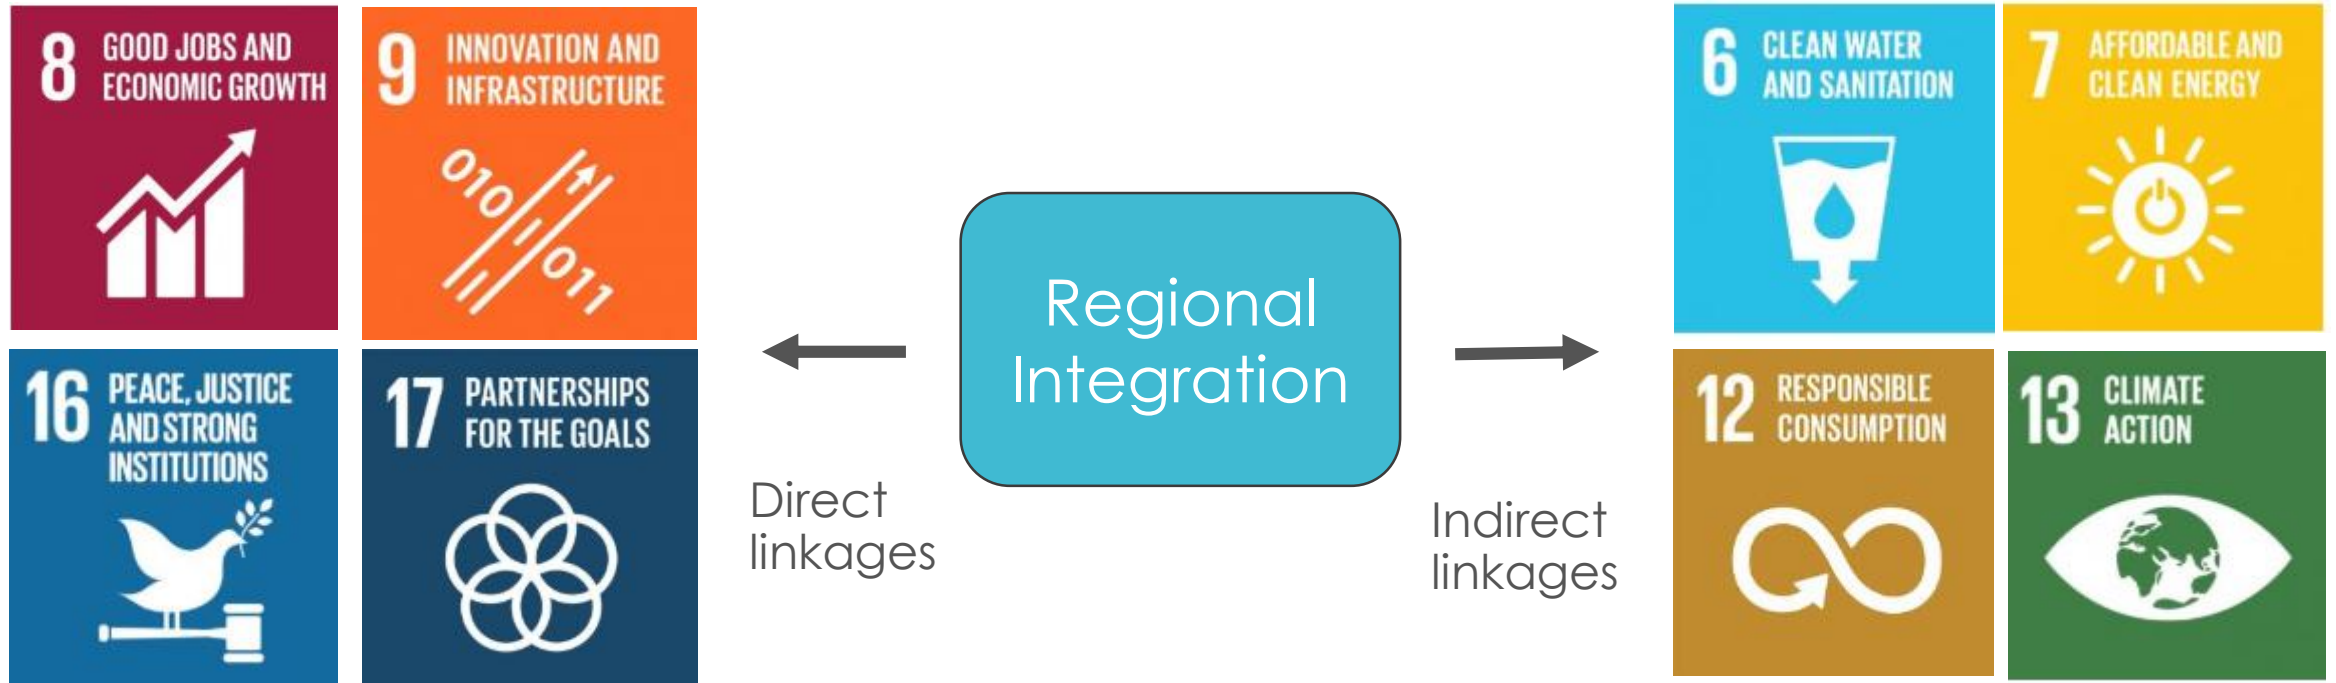 8 GOOD JOBS AND
ECONOMIC GROWTH
9 INNOVATION AND
INFRASTRUCTURE
010
011
16 PEACE, JUSTICE
AND STRONG
INSTITUTIONS
17 PARTNERSHIPS
FOR THE GOALS
Direct
linkages
Regional
Integration
Indirect
linkages
6 CLEAN WATER
AND SANITATION
7 AFFORDABLE AND
CLEAN ENERGY
12 RESPONSIBLE
CONSUMPTION
13 CLIMATE
ACTION